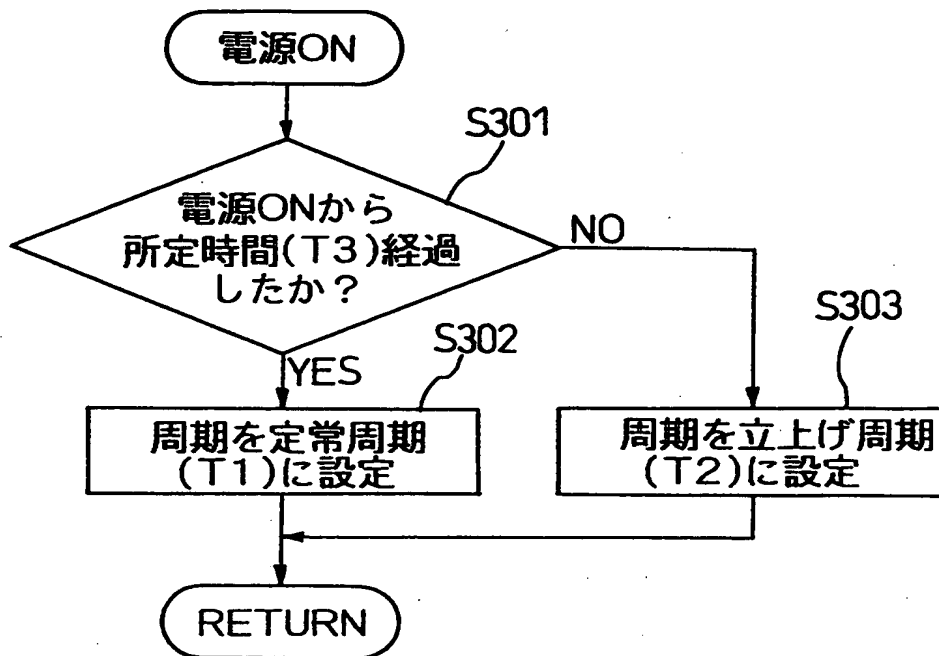 電源ON
S301
電源ONから
所定時間(T3)経過
したか？
NO
S303
S302
YES
周期を定常周期
(T1)に設定
周期を立上げ周期
(T2)に設定
RETURN